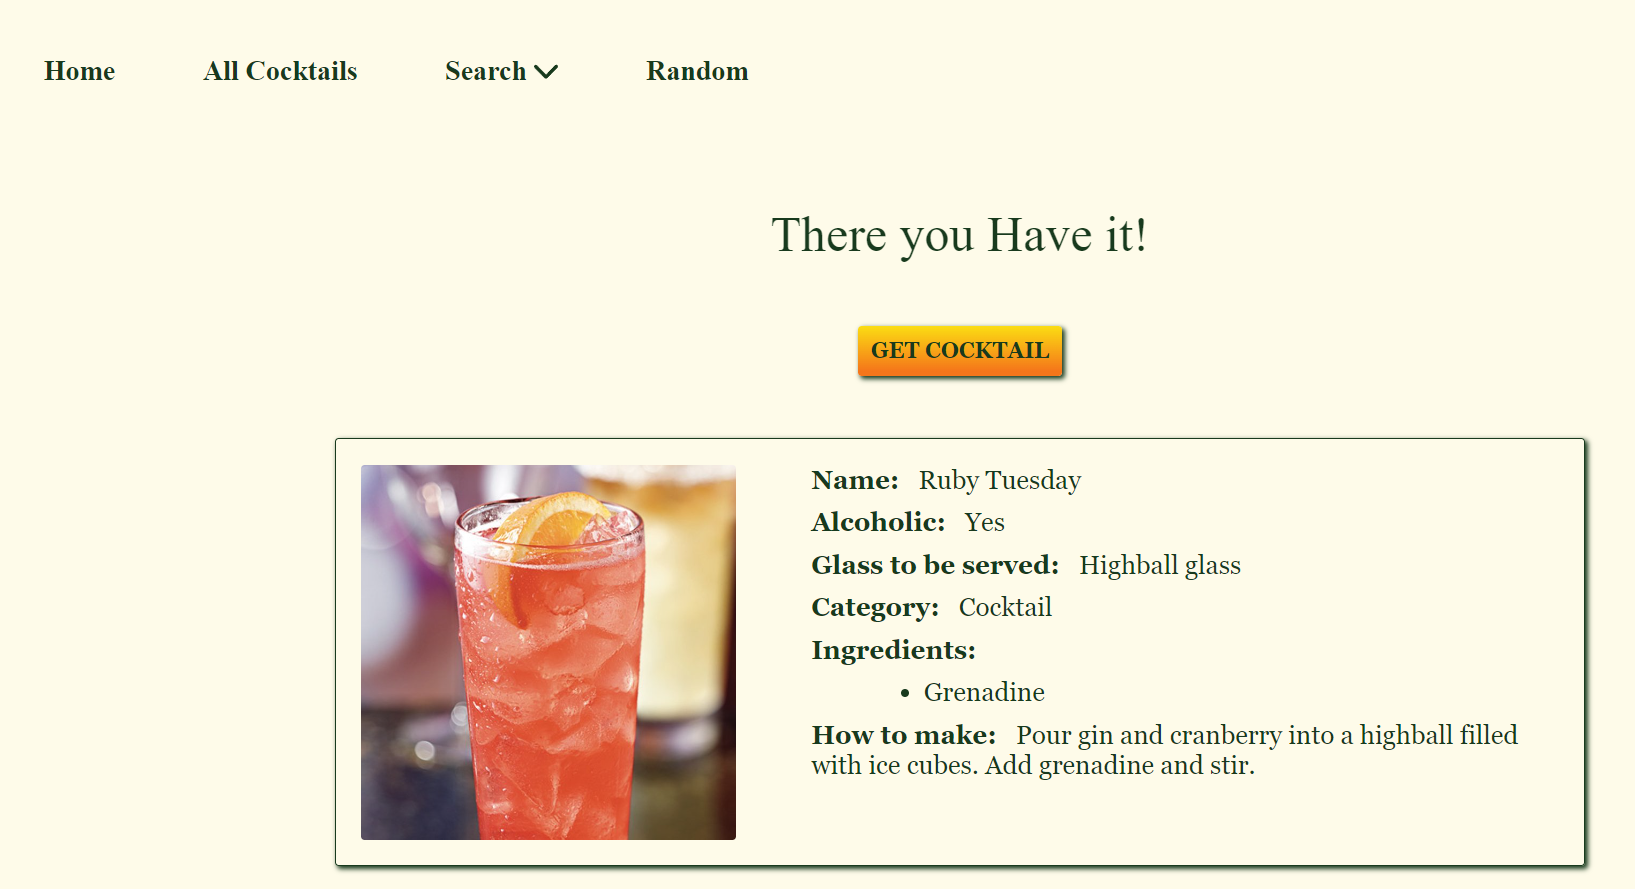 Home All Cocktails Search Random
There you Have it!
GET COCKTAIL
Name: Ruby Tuesday
Alcoholic: Yes
Glass to be served: Highball glass
Category: Cocktail
Ingredients:
• Grenadine
How to make: Pour gin and cranberry into a highball filled
with ice cubes. Add grenadine and stir.